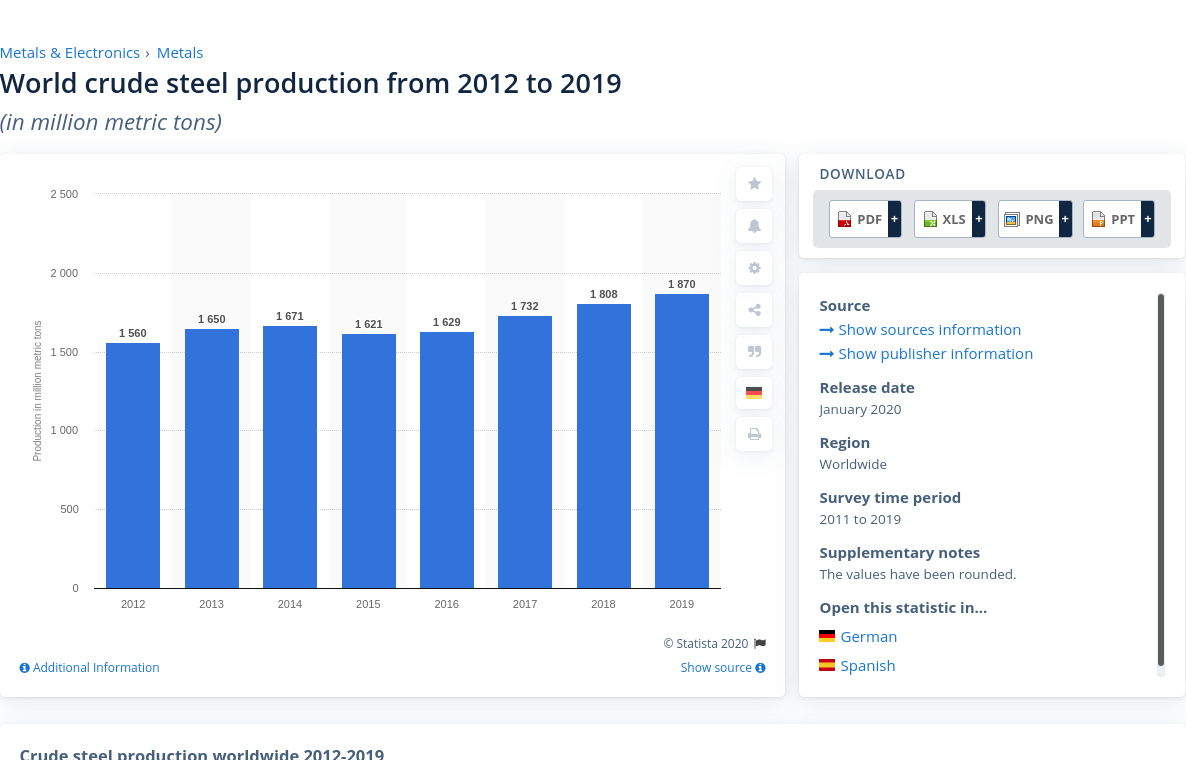 Metals & Electronics › Metals
World crude steel production from 2012 to 2019
(in million metric tons)
Production in million metric tons
2 500
2 000
1 500
1 000
500
0
1 560
1 650
1 671
1 621
1 629
1 732
1 808
1 870
2012 2013 2014 2015 2016 2017 2018 2019
© Statista 2020
Additional Information
Show source
DOWNLOAD
PDF + XLS + PNG + PPT +
Source
Show sources information
Show publisher information
Release date
January 2020
Region
Worldwide
Survey time period
2011 to 2019
Supplementary notes
The values have been rounded.
Open this statistic in...
German
Spanish
Crude steel production worldwide 2012-2019